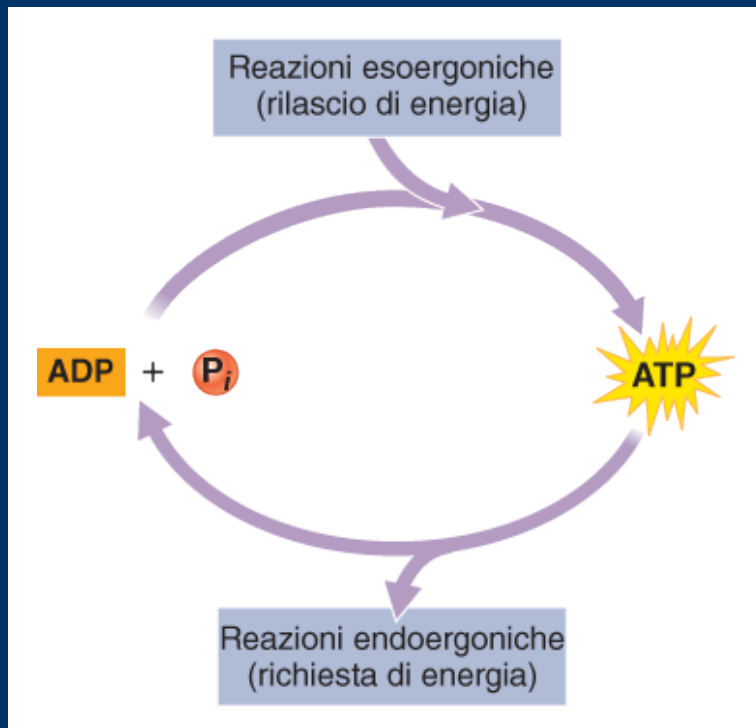 Reazioni esoergoniche
(rilascio di energia)
ADP + Pi
ATP
Reazioni endoergoniche
(richiesta di energia)